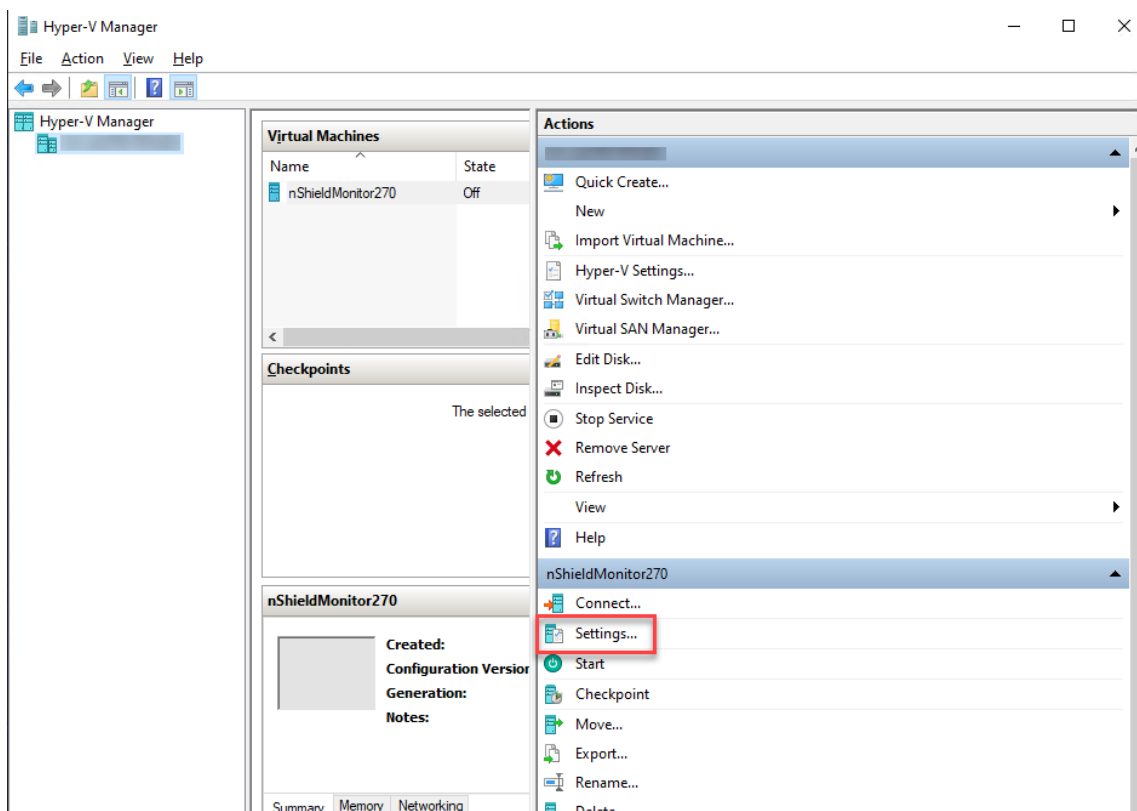 Hyper-V Manager
File Action View Help
Hyper-V Manager
Virtual Machines
Name State
nShieldMonitor270 Off
Checkpoints
The selected
nShieldMonitor270
Created:
Configuration Version
Generation:
Notes:
Summary Memory Networking
Actions
Quick Create...
New
Import Virtual Machine...
Hyper-V Settings...
Virtual Switch Manager...
Virtual SAN Manager...
Edit Disk...
Inspect Disk...
Stop Service
Remove Server
Refresh
View
Help
nShieldMonitor270
Connect...
Settings...
Start
Checkpoint
Move...
Export...
Rename...
Delete